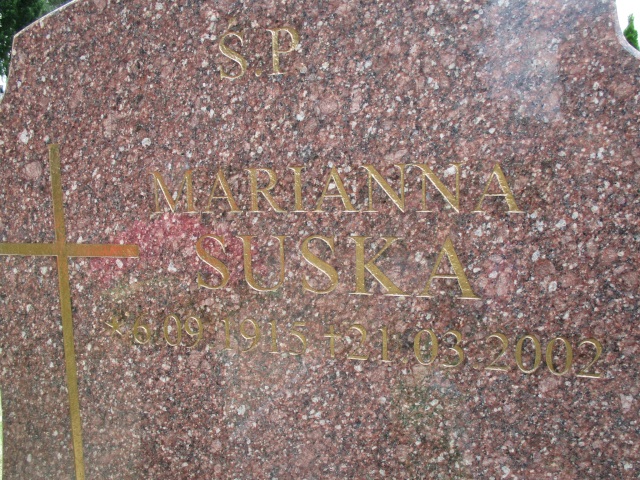 Ś.P
MARIANNA
SUSKA
* 6.09.1915 +21.03.2002